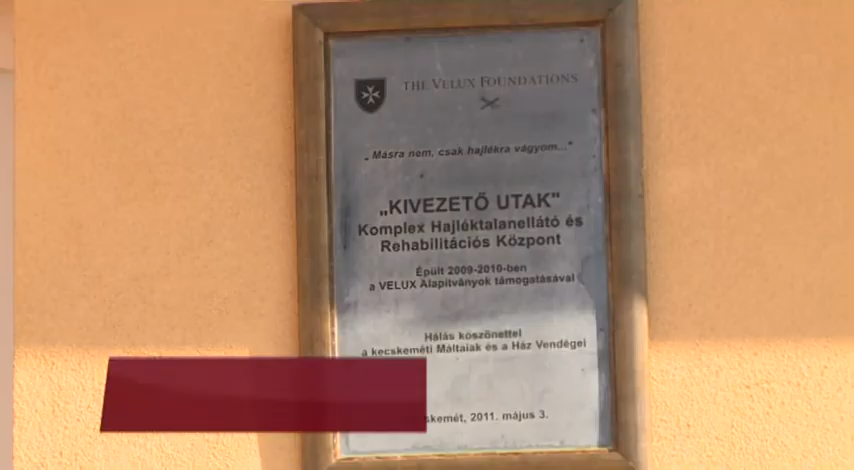 THE VELUX FOUNDATIONS
„Másra nem, csak hajlékra vágyom..."
„KIVEZETŐ UTAK"
Komplex Hajléktalanellátó és
Rehabilitációs Központ
Épült 2009-2010-ben
a VELUX Alapítványok támogatásával
Hálás köszönettel
a kecskeméti Máltaiak és a Ház Vendégei
skemét, 2011. május 3.